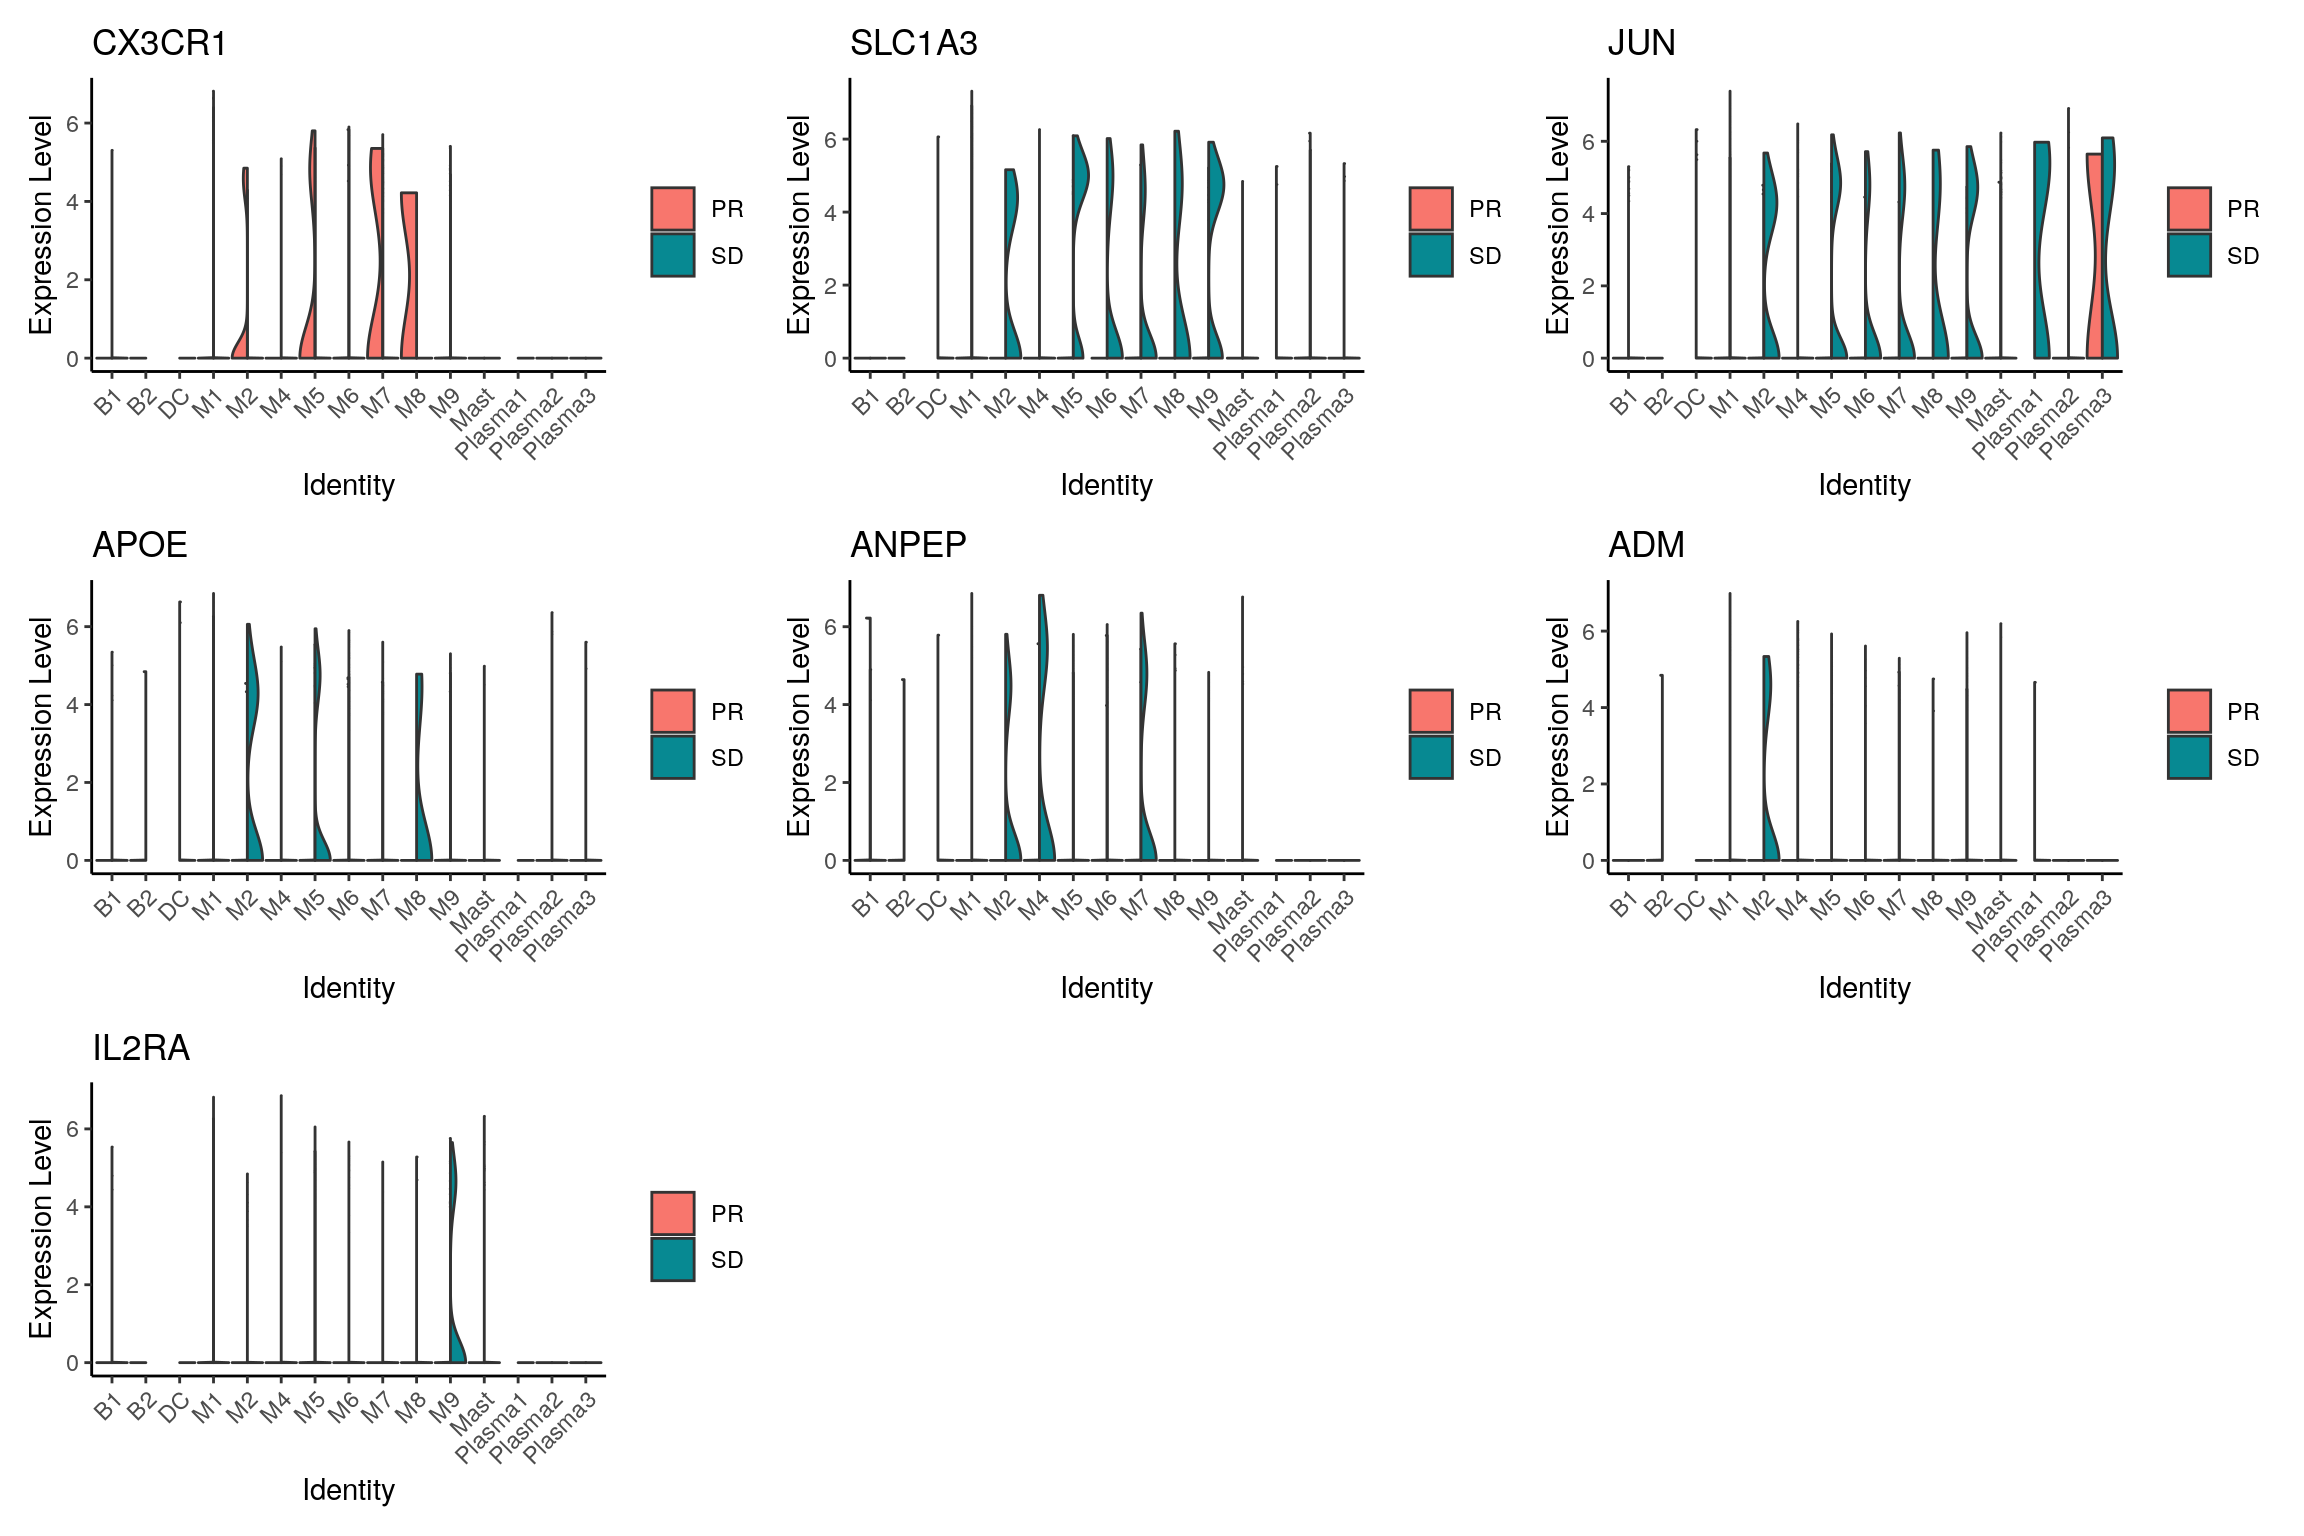 CX3CR1
Expression Level
6
4
2
0
B1
B2
DC
M1
M2
M4
M5
M6
M7
M8
M9
Mast
Plasma1
Plasma2
Plasma3
Identity
PR
SD
SLC1A3
Expression Level
6
4
2
0
B1
B2
DC
M1
M2
M4
M5
M6
M7
M8
M9
Mast
Plasma1
Plasma2
Plasma3
Identity
PR
SD
JUN
Expression Level
6
4
2
0
B1
B2
DC
M1
M2
M4
M5
M6
M7
M8
M9
Mast
Plasma1
Plasma2
Plasma3
Identity
PR
SD
APOE
Expression Level
6
4
2
0
B1
B2
DC
M1
M2
M4
M5
M6
M7
M8
M9
Mast
Plasma1
Plasma2
Plasma3
Identity
PR
SD
ANPEP
Expression Level
6
4
2
0
B1
B2
DC
M1
M2
M4
M5
M6
M7
M8
M9
Mast
Plasma1
Plasma2
Plasma3
Identity
PR
SD
ADM
Expression Level
6
4
2
0
B1
B2
DC
M1
M2
M4
M5
M6
M7
M8
M9
Mast
Plasma1
Plasma2
Plasma3
Identity
PR
SD
IL2RA
Expression Level
6
4
2
0
B1
B2
DC
M1
M2
M4
M5
M6
M7
M8
M9
Mast
Plasma1
Plasma2
Plasma3
Identity
PR
SD